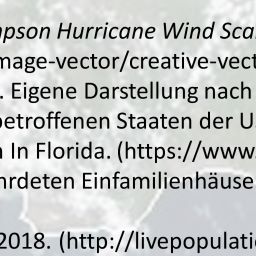 pson Hurricane Wind Sca
mage-vector/creative-vect
. Eigene Darstellung nach
betroffenen Staaten der U
n In Florida. (https://www.
hrdeten Einfamilienhäuse
2018. (http://livepopulati